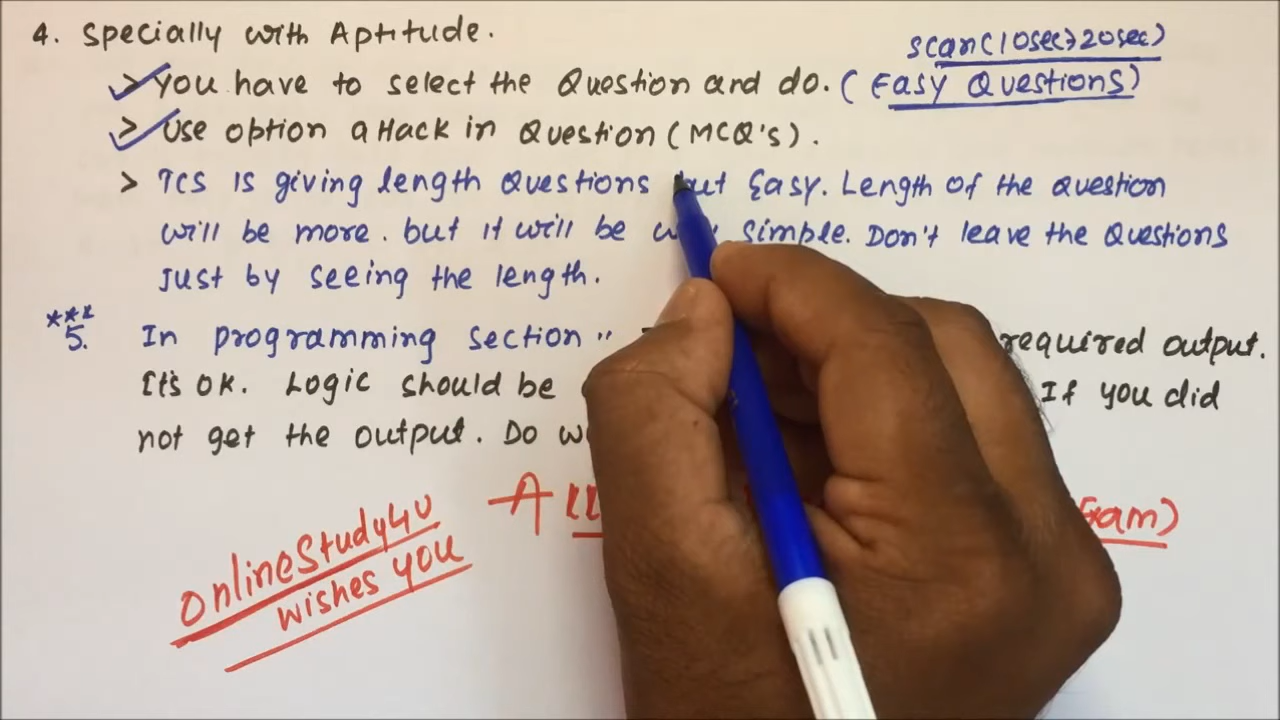 4. Specially with Aptitude.
scan(10sec→20sec)
> You have to select the Question and do. (Easy Questions)
> Use option attack in Question (MCQ's).
> TCS is giving length Questions but Easy. Length of the question
will be more. but it will be simple. Don't leave the Questions
Just by seeing the length.
***
5. In programming section required output.
It's ok. Logic should be If you did
not get the output. Do
All Exam)
onlineStudy4U
wishes you